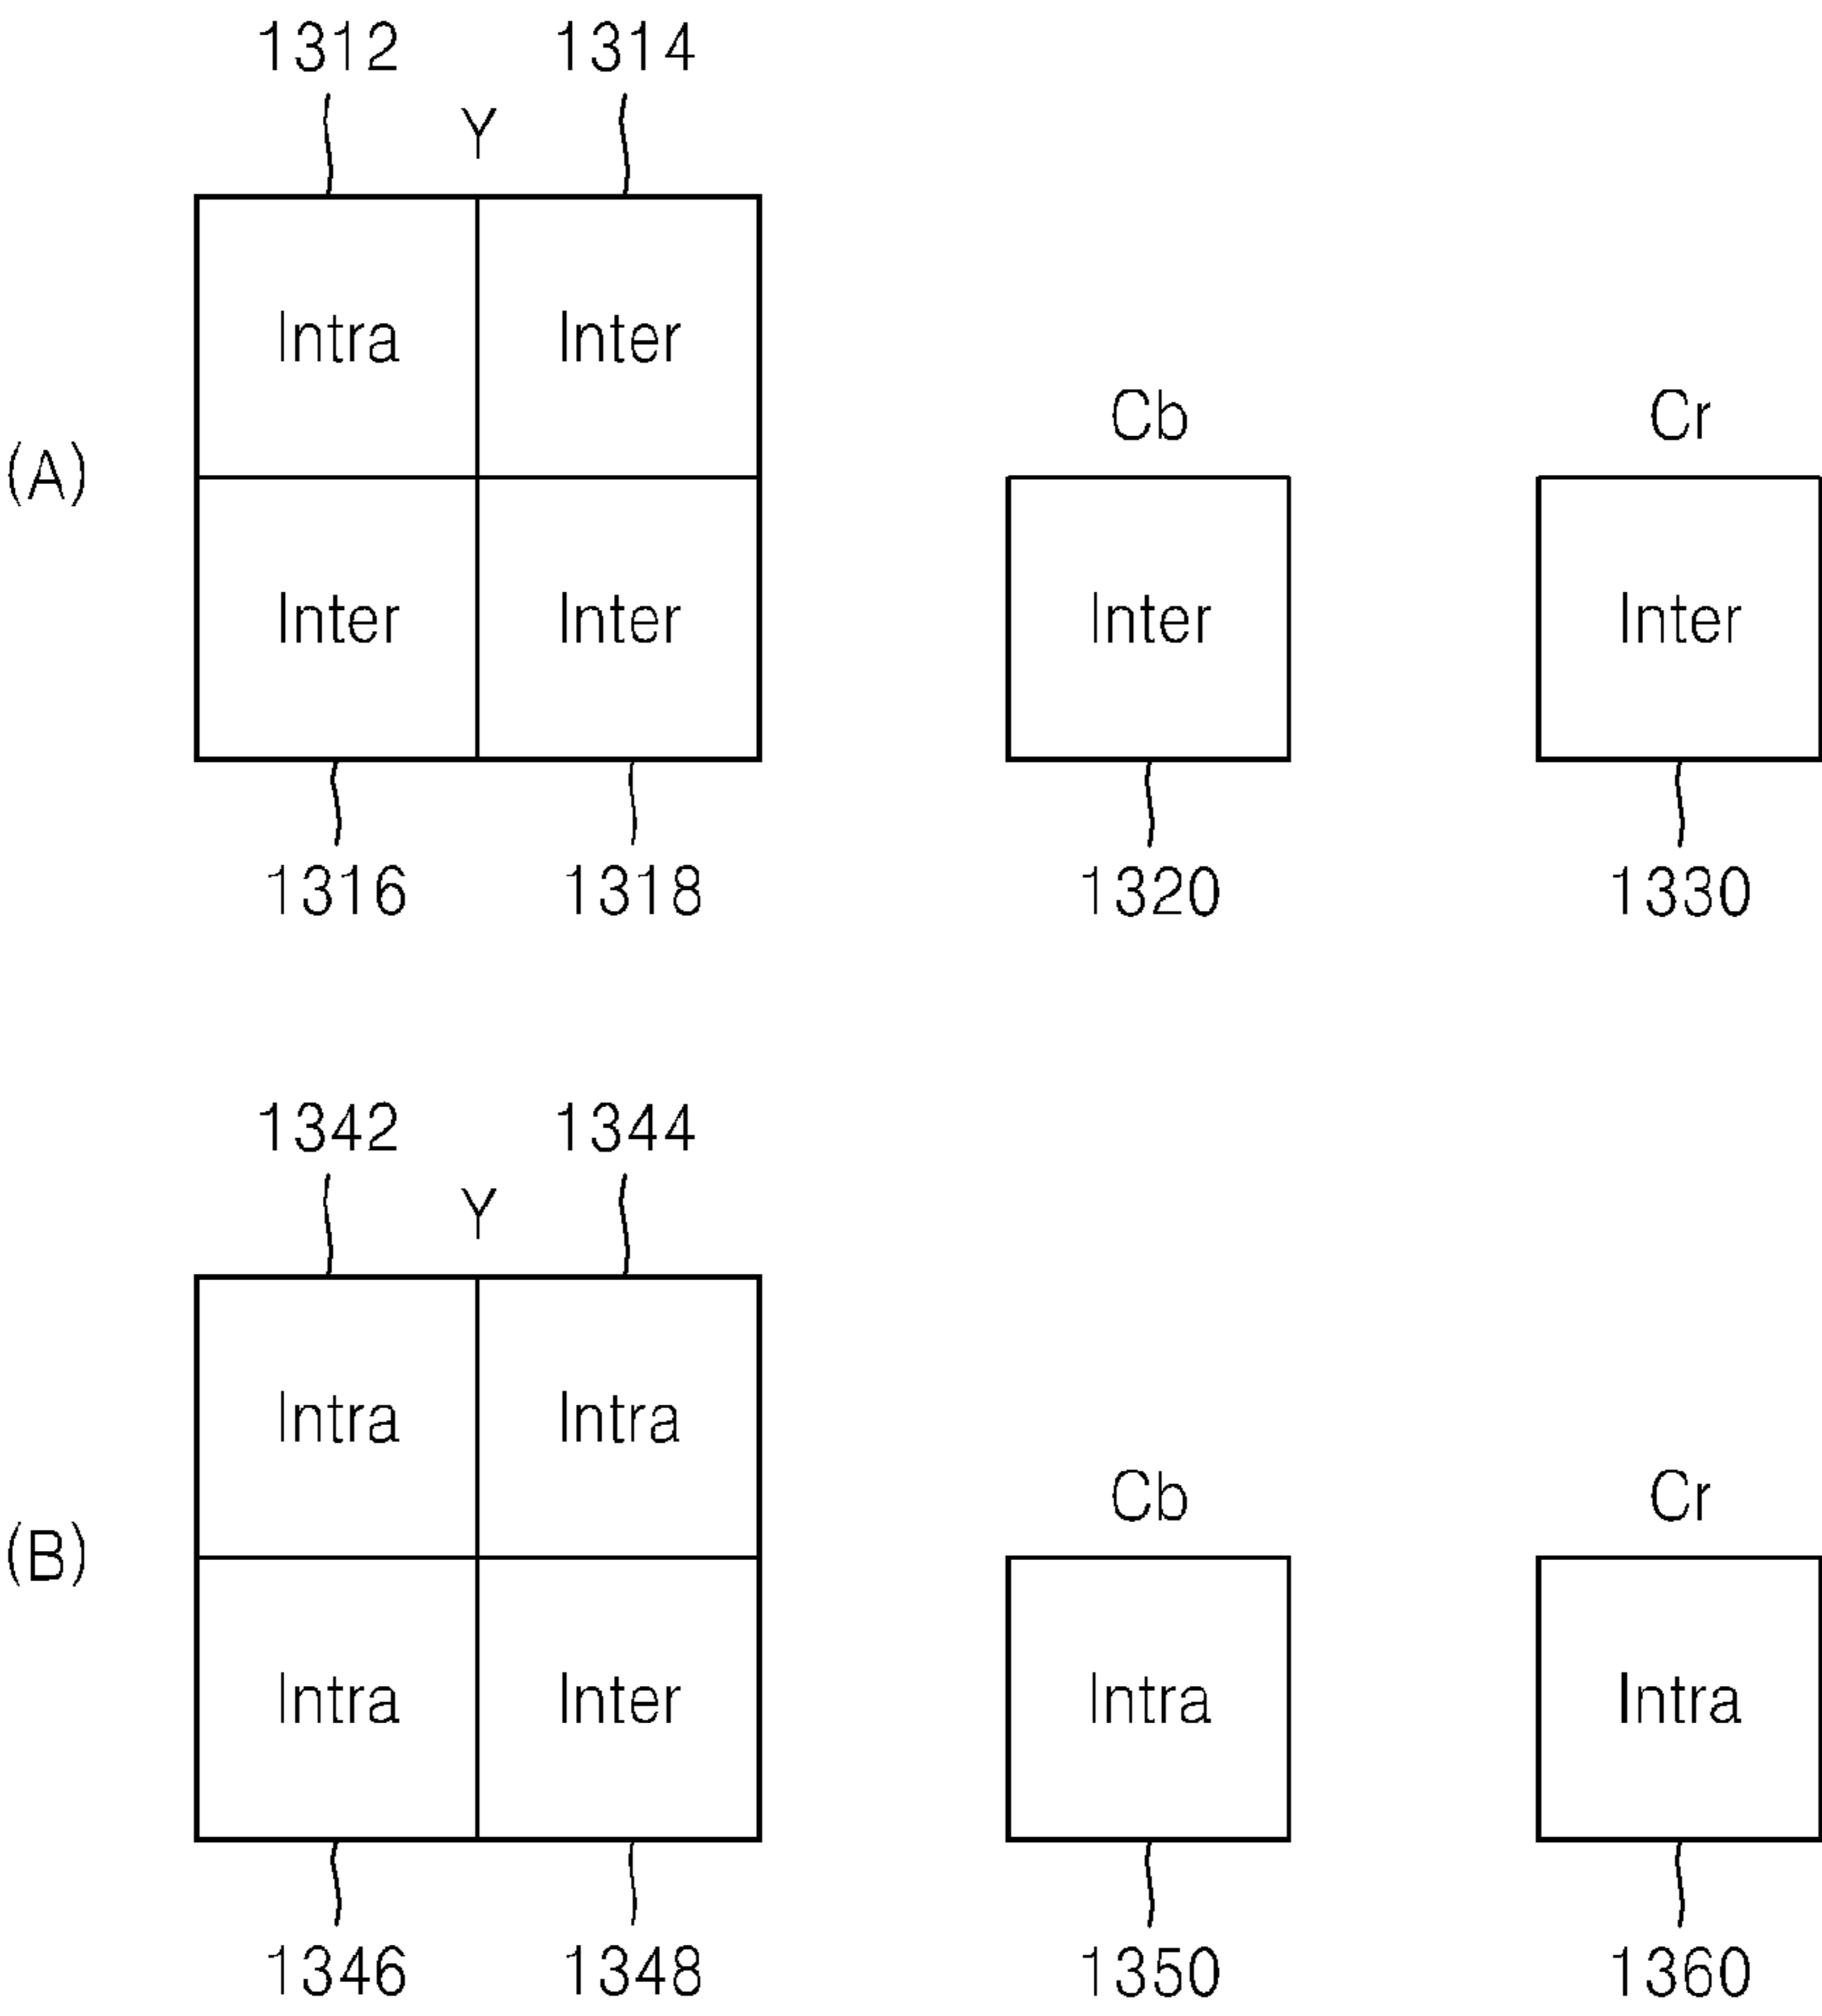 1312 1314
Y
Intra Inter
Cb Cr
(A)
Inter Inter Inter Inter
1316 1318 1320 1330
1342 1344
Y
Intra Intra
Cb Cr
(B)
Intra Inter Intra Intra
1346 1348 1350 1360